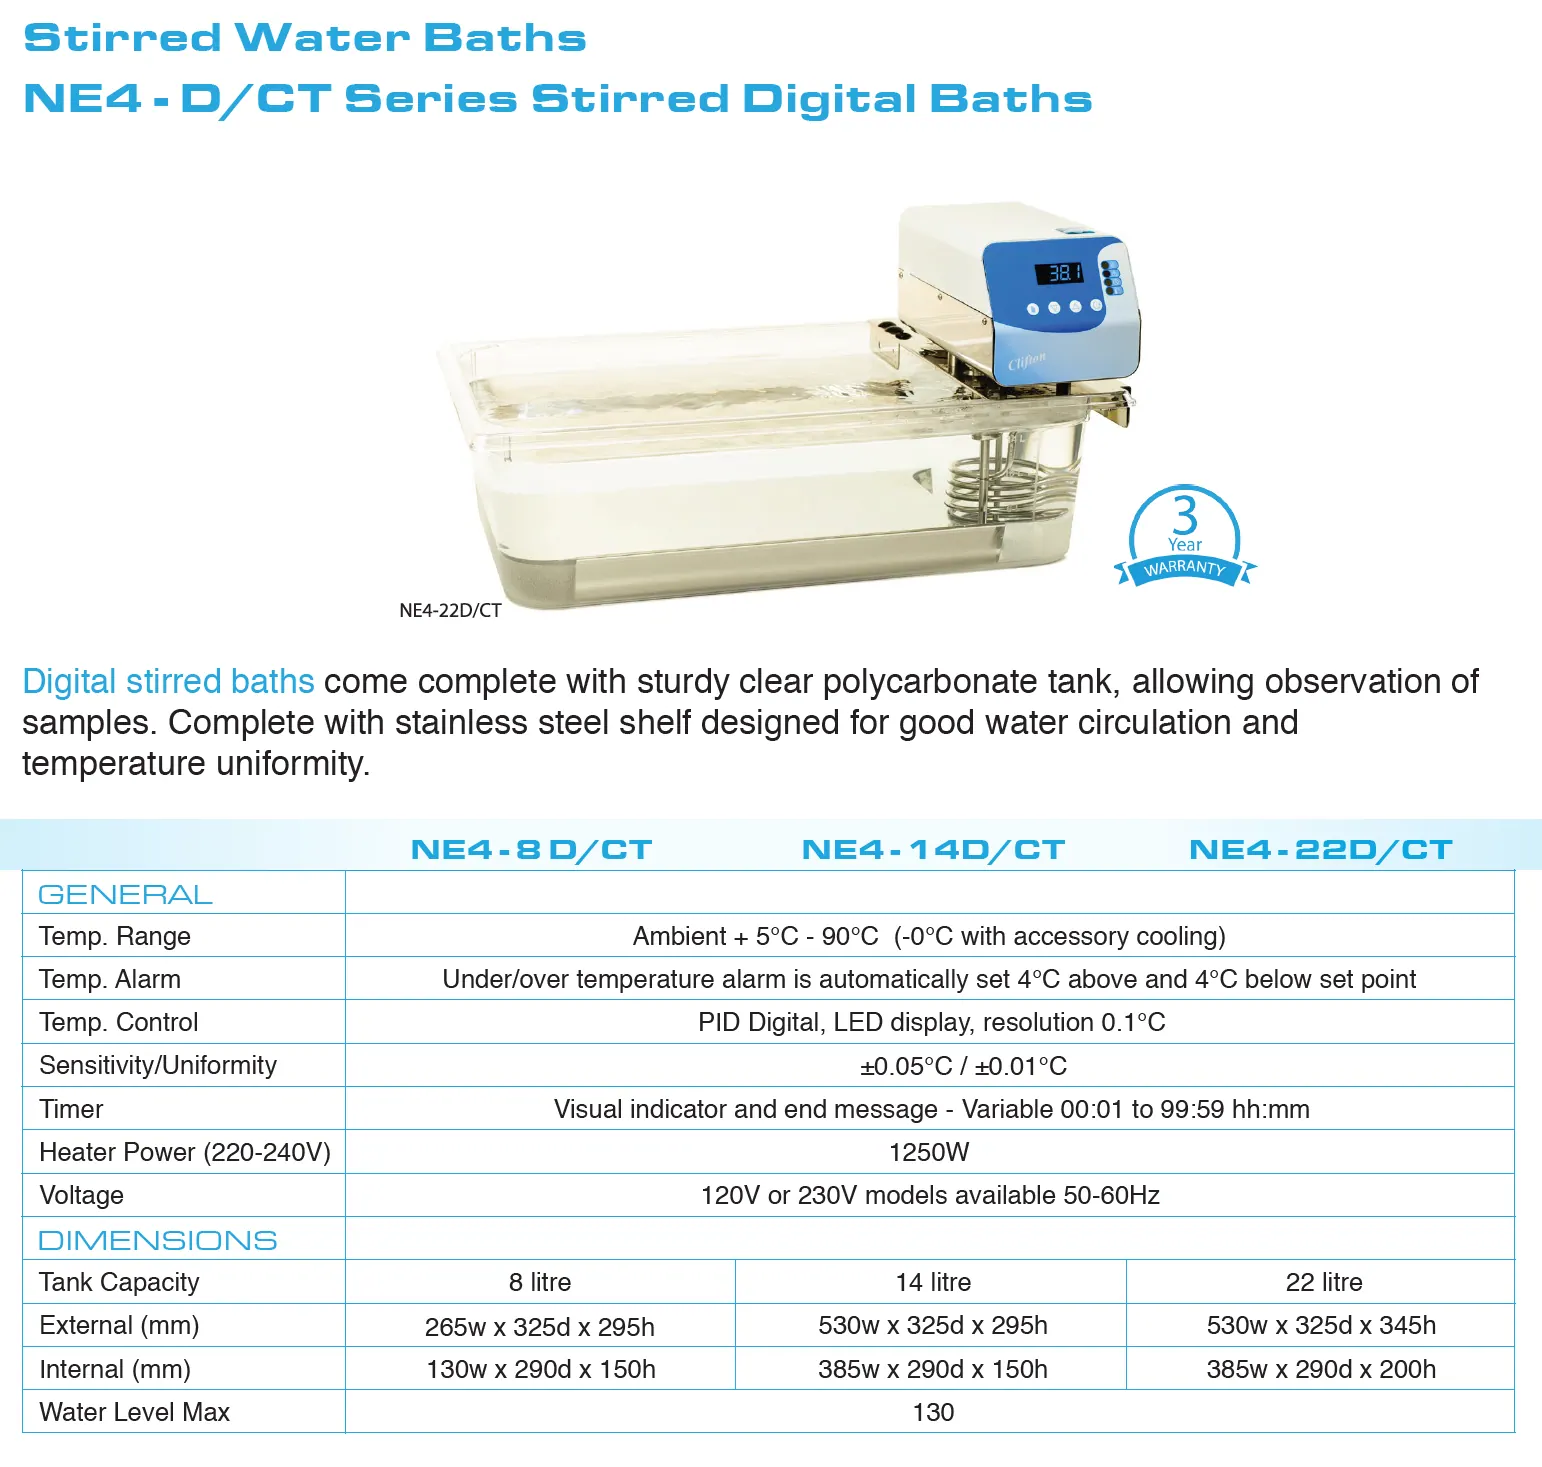 Stirred Water Baths
NE4 - D/CT Series Stirred Digital Baths
38.1
Clifton
3
Year
WARRANTY
NE4-22D/CT
Digital stirred baths come complete with sturdy clear polycarbonate tank, allowing observation of
samples. Complete with stainless steel shelf designed for good water circulation and
temperature uniformity.
NE4 - 8 D/CT NE4 - 14D/CT NE4 - 22D/CT
GENERAL
Temp. Range Ambient + 5°C - 90°C (-0°C with accessory cooling)
Temp. Alarm Under/over temperature alarm is automatically set 4°C above and 4°C below set point
Temp. Control PID Digital, LED display, resolution 0.1°C
Sensitivity/Uniformity ±0.05°C / ±0.01°C
Timer Visual indicator and end message - Variable 00:01 to 99:59 hh:mm
Heater Power (220-240V) 1250W
Voltage 120V or 230V models available 50-60Hz
DIMENSIONS
Tank Capacity 8 litre 14 litre 22 litre
External (mm) 265w x 325d x 295h 530w x 325d x 295h 530w x 325d x 345h
Internal (mm) 130w x 290d x 150h 385w x 290d x 150h 385w x 290d x 200h
Water Level Max 130